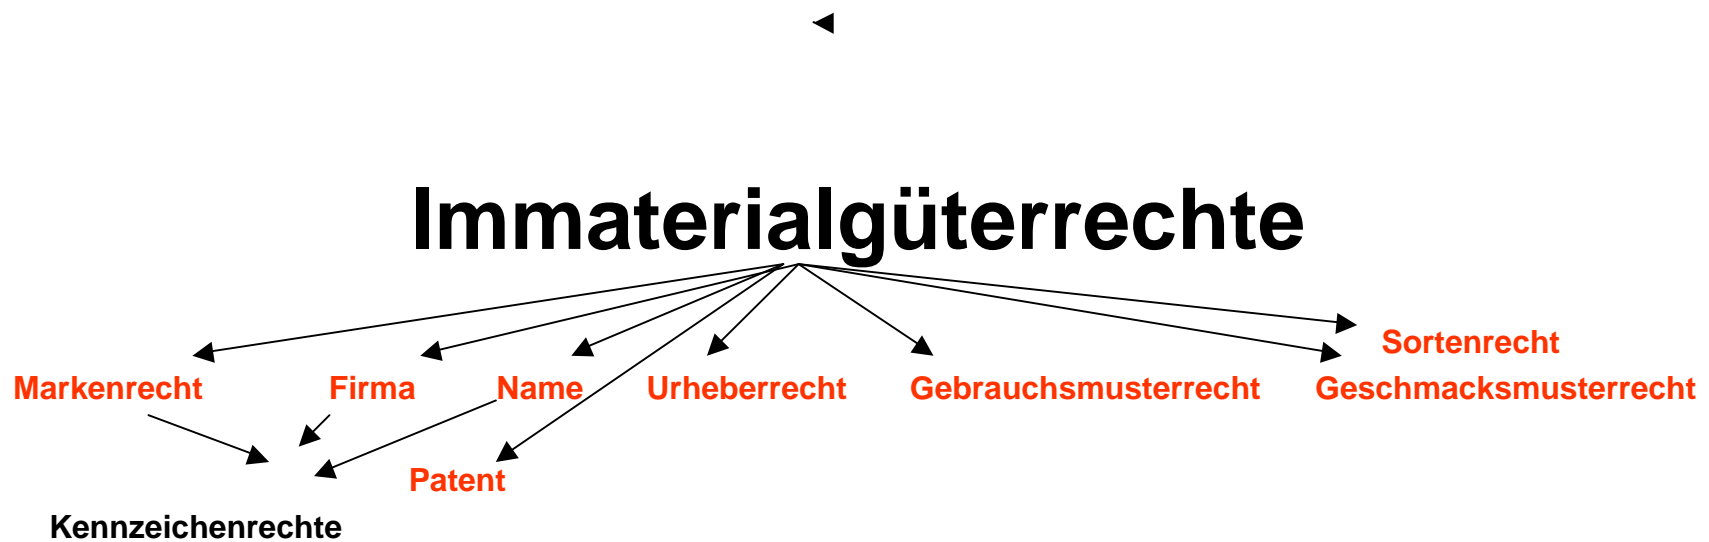 Immaterialgüterrechte
Sortenrecht
Markenrecht Firma Name Urheberrecht Gebrauchsmusterrecht Geschmacksmusterrecht
Patent
Kennzeichenrechte